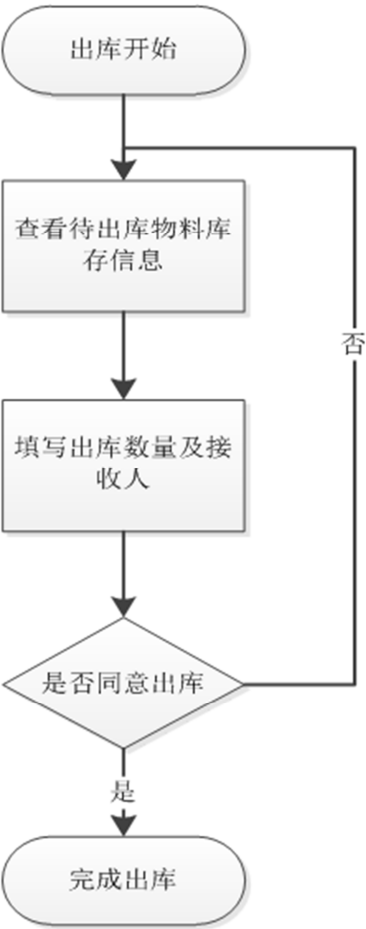 出库开始
查看待出库物料库
存信息
否
填写出库数量及接
收人
是否同意出库
是
完成出库